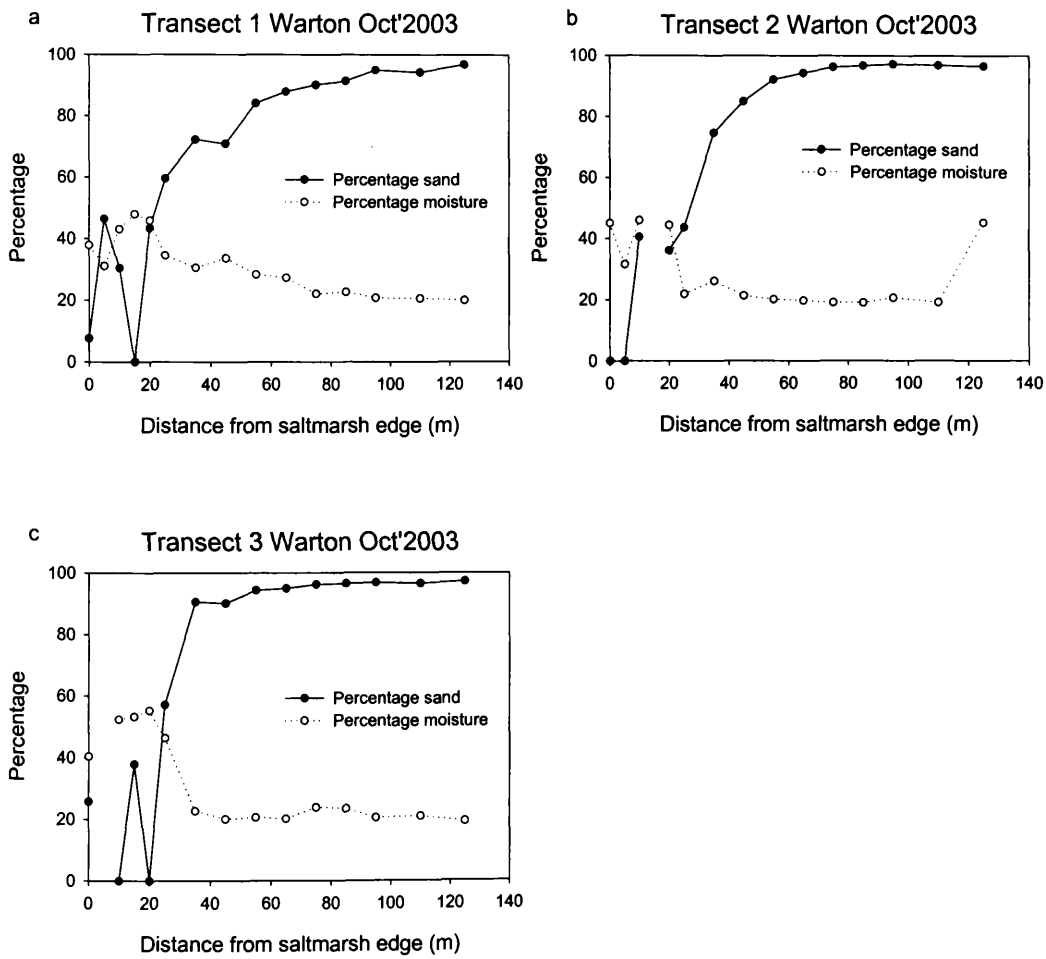 a
Transect 1 Warton Oct'2003
100
80
60
40
20
0
Percentage
Percentage sand
Percentage moisture
0 20 40 60 80 100 120 140
Distance from saltmarsh edge (m)
b
Transect 2 Warton Oct'2003
100
80
60
40
20
0
Percentage
Percentage sand
Percentage moisture
0 20 40 60 80 100 120 140
Distance from saltmarsh edge (m)
c
Transect 3 Warton Oct'2003
100
80
60
40
20
0
Percentage
Percentage sand
Percentage moisture
0 20 40 60 80 100 120 140
Distance from saltmarsh edge (m)